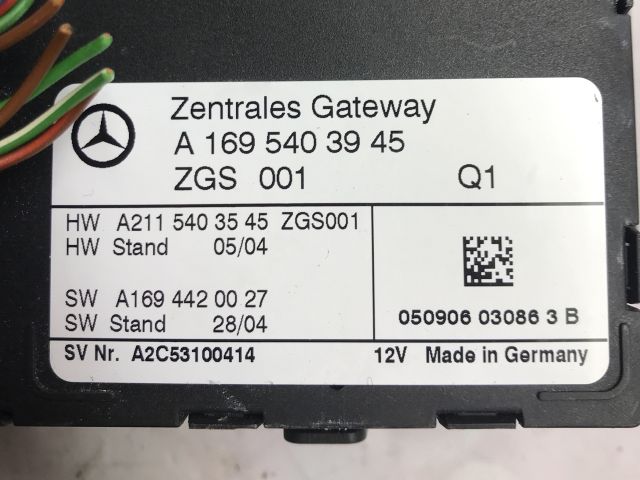 Zentrales Gateway
A 169 540 39 45
ZGS 001 Q1
HW A211 540 35 45 ZGS001
HW Stand 05/04
SW A169 442 00 27
SW Stand 28/04
050906 03086 3 B
SV Nr. A2C53100414 12V Made in Germany